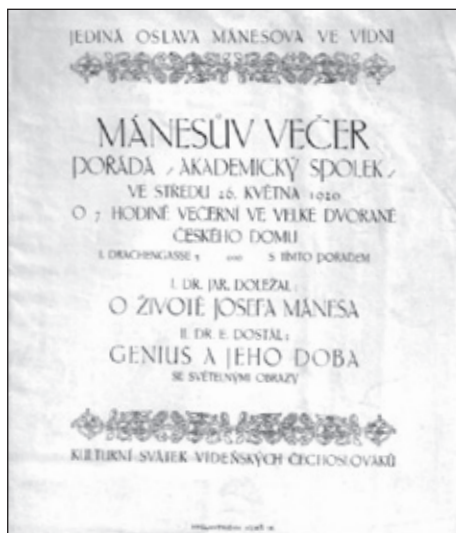 JEDINÁ OSLAVA MÁNESOVA VE VÍDNI
MÁNESŮV VEČER
POŘÁDÁ „AKADEMICKÝ SPOLEK“
VE STŘEDU 26. KVĚTNA 1920
O 7 HODINĚ VEČERNÍ VE VELKÉ DVORANĚ
ČESKÉHO DOMU
I. DRACHENGASSE S TÍMTO POŘADEM
I. DR. JAR. DOLEŽAL:
O ŽIVOTĚ JOSEFA MÁNESA
II. DR. E. DOSTÁL:
GENIUS A JEHO DOBA
SE SVĚTELNÝMI OBRAZY
KULTURNÍ SVÁTEK VÍDEŇSKÝCH ČECHOSLOVÁKŮ